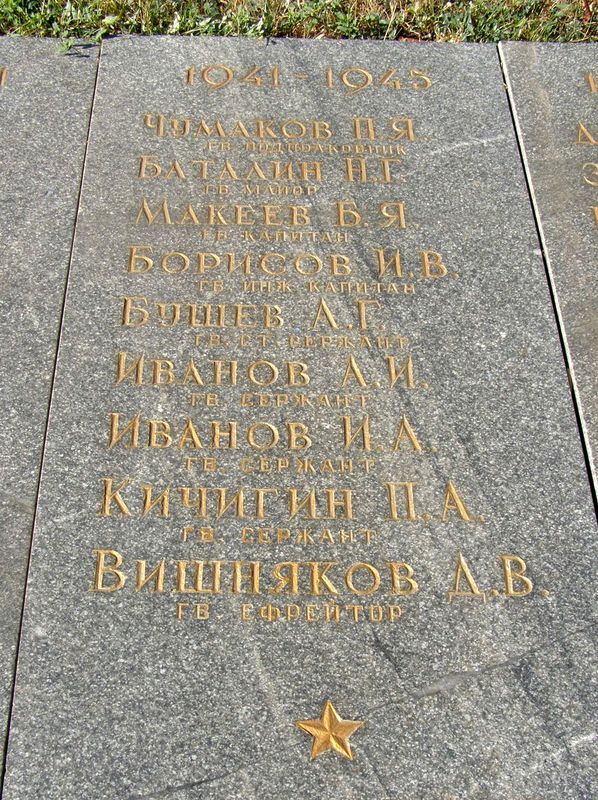 1941-1945
Чумаков П.Я.
гв. подполковник
Баталин Н.Г.
гв. майор
Макеев Б.Я.
гв. капитан
Борисов И.В.
гв. инж. капитан
Бушев А.Г.
гв. ст. сержант
Иванов А.И.
гв. сержант
Иванов И.А.
гв. сержант
Кичигин П.А.
гв. сержант
Вишняков Д.В.
гв. ефрейтор